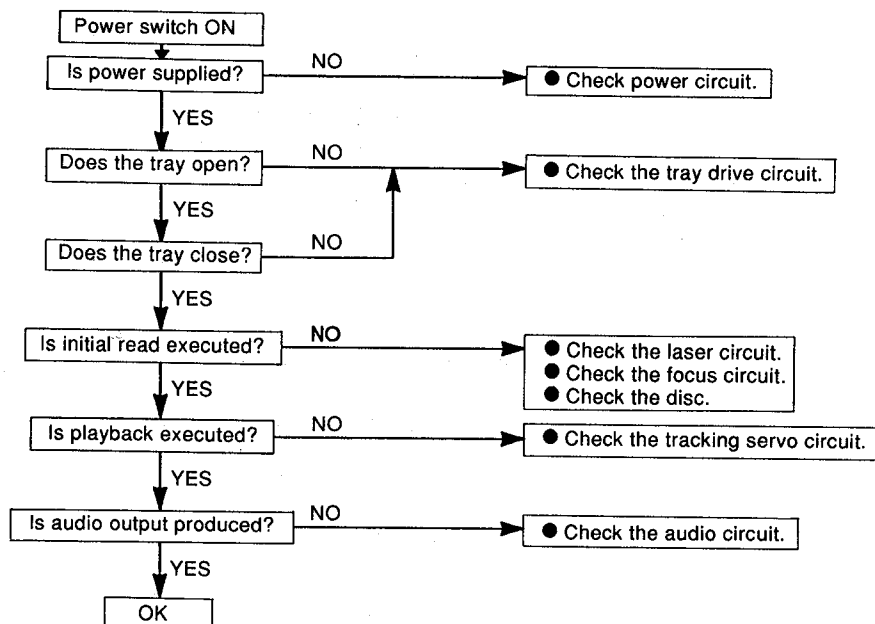 Power switch ON
Is power supplied?
NO
● Check power circuit.
YES
Does the tray open?
NO
● Check the tray drive circuit.
YES
Does the tray close?
NO
YES
Is initial read executed?
NO
● Check the laser circuit.
● Check the focus circuit.
● Check the disc.
YES
Is playback executed?
NO
● Check the tracking servo circuit.
YES
Is audio output produced?
NO
● Check the audio circuit.
YES
OK